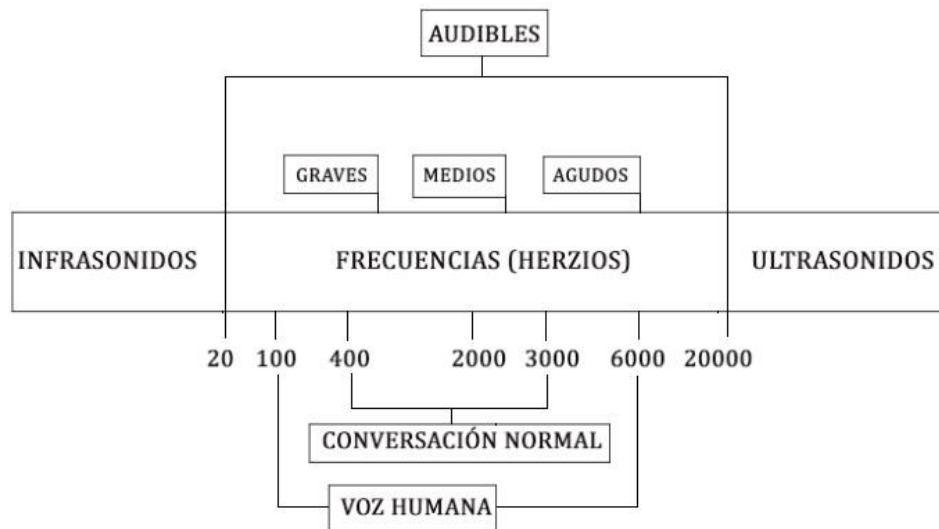 AUDIBLES
GRAVES MEDIOS AGUDOS
INFRASONIDOS FRECUENCIAS (HERZIOS) ULTRASONIDOS
20 100 400 2000 3000 6000 20000
CONVERSACIÓN NORMAL
VOZ HUMANA